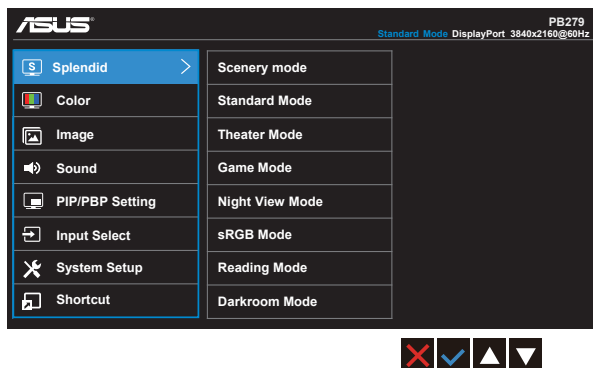 ASUS
PB279
Standard Mode DisplayPort 3840x2160@60Hz
S Splendid
Color
Image
Sound
PIP/PBP Setting
Input Select
System Setup
Shortcut
Scenery mode
Standard Mode
Theater Mode
Game Mode
Night View Mode
sRGB Mode
Reading Mode
Darkroom Mode